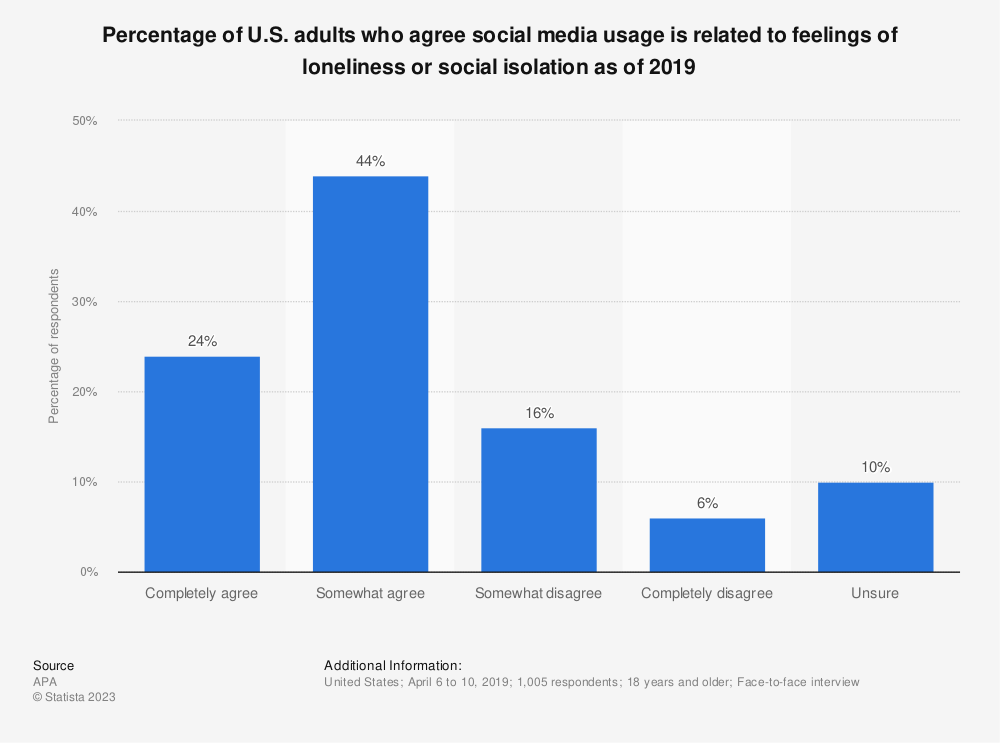 Percentage of U.S. adults who agree social media usage is related to feelings of
loneliness or social isolation as of 2019
50%
40%
30%
20%
10%
0%
Percentage of respondents
24%
44%
16%
6%
10%
Completely agree
Somewhat agree
Somewhat disagree
Completely disagree
Unsure
Source
APA
© Statista 2023
Additional Information:
United States; April 6 to 10, 2019; 1,005 respondents; 18 years and older; Face-to-face interview